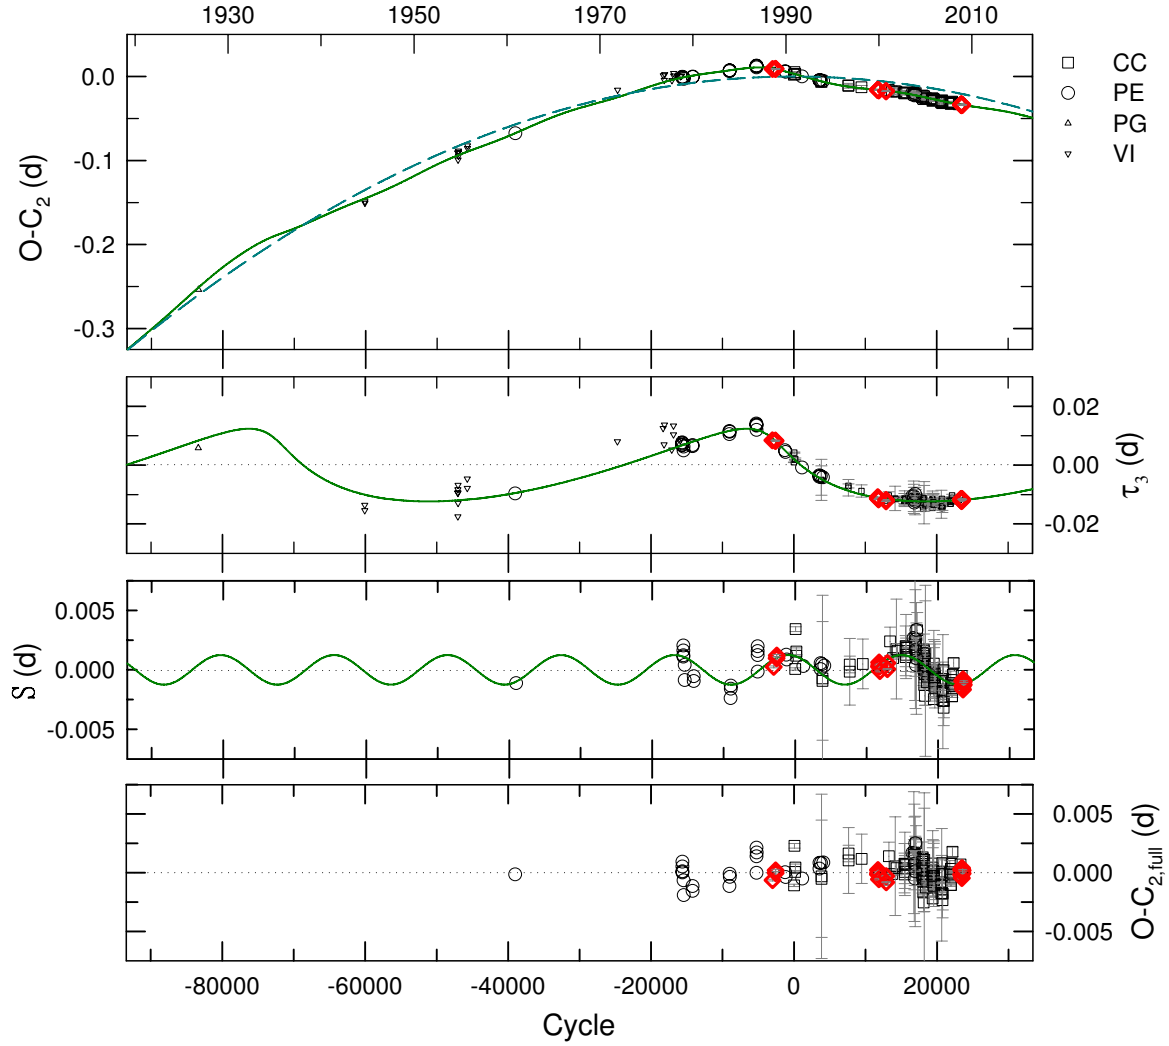 1930 1950 1970 1990 2010
CC
PE
PG
VI
0.0
-0.1
-0.2
-0.3
O-C2 (d)
0.02
0.00
-0.02
τ3 (d)
0.005
0.000
-0.005
S (d)
0.005
0.000
-0.005
O-C2,full (d)
-80000 -60000 -40000 -20000 0 20000
Cycle